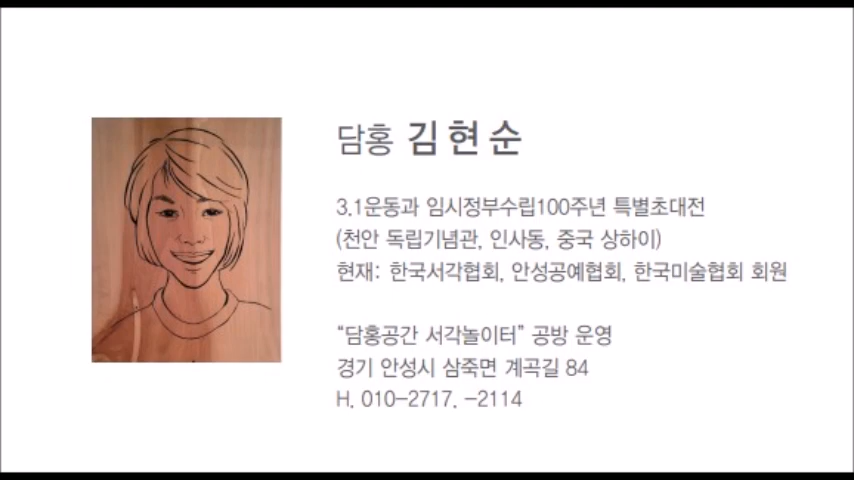 담홍 김현순
3.1운동과 임시정부수립100주년 특별초대전
(천안 독립기념관, 인사동, 중국 상하이)
현재: 한국서각협회, 안성공예협회, 한국미술협회 회원
“담홍공간 서각놀이터” 공방 운영
경기 안성시 삼죽면 계곡길 84
H. 010-2717. -2114